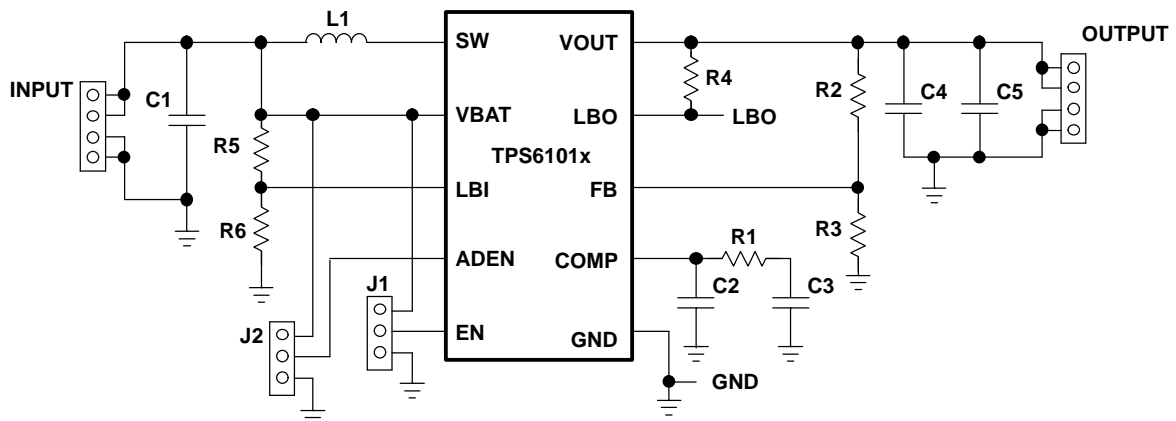 L1
SW
VOUT
OUTPUT
INPUT
C1
R4
R2
C4
C5
VBAT
LBO
LBO
R5
TPS6101x
LBI
FB
R6
R3
R1
ADEN
COMP
J1
C2
C3
J2
EN
GND
GND